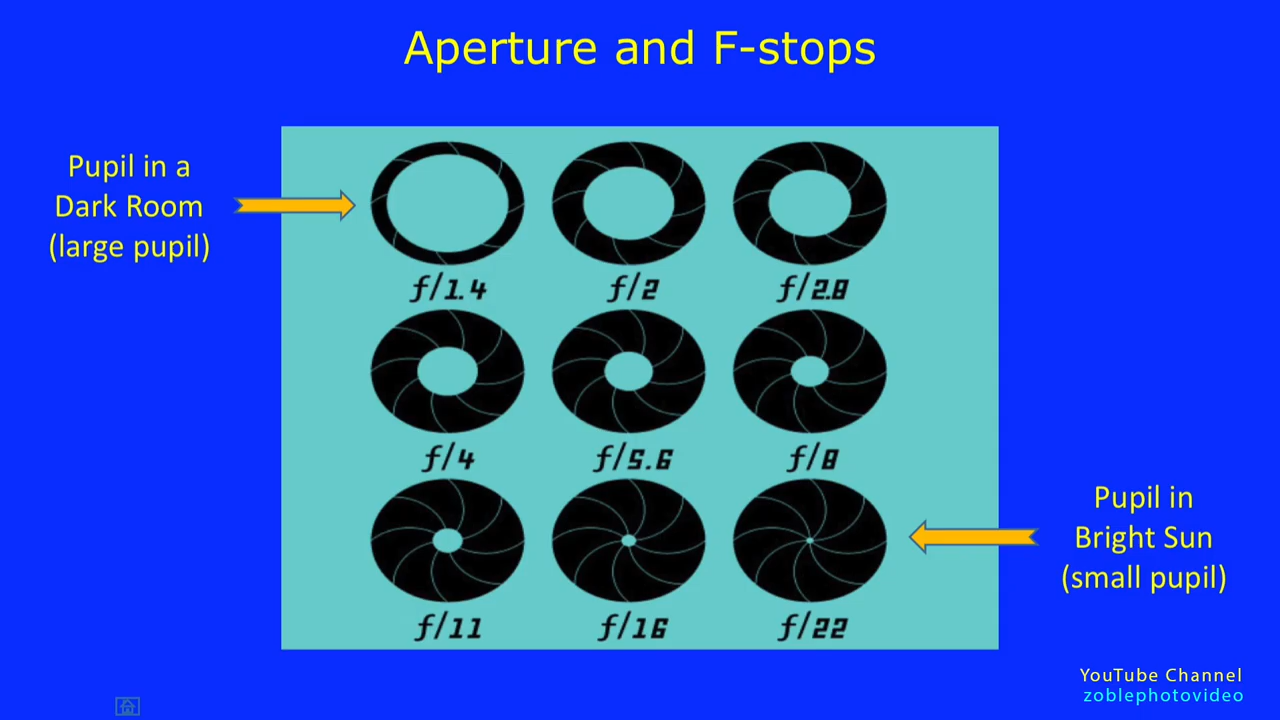 Aperture and F-stops
Pupil in a
Dark Room
(large pupil)
f/1.4
f/2
f/2.8
f/4
f/5.6
f/8
f/11
f/16
f/22
Pupil in
Bright Sun
(small pupil)
YouTube Channel
zoblephotovideo